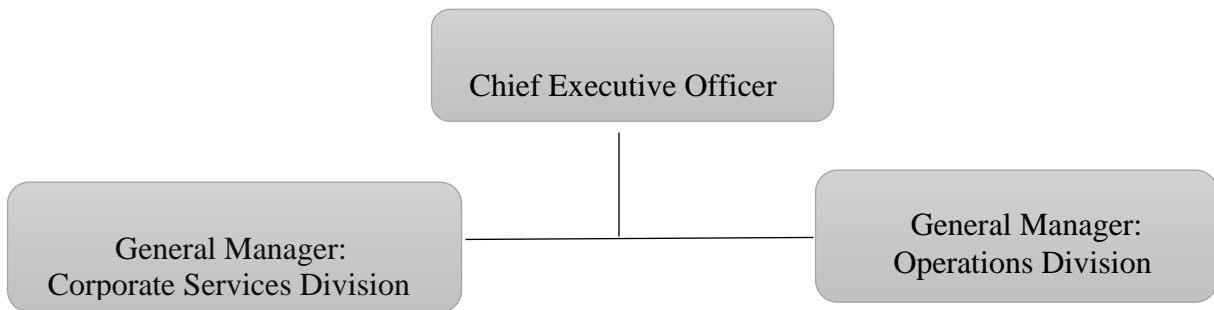 Chief Executive Officer
General Manager:
Corporate Services Division
General Manager:
Operations Division